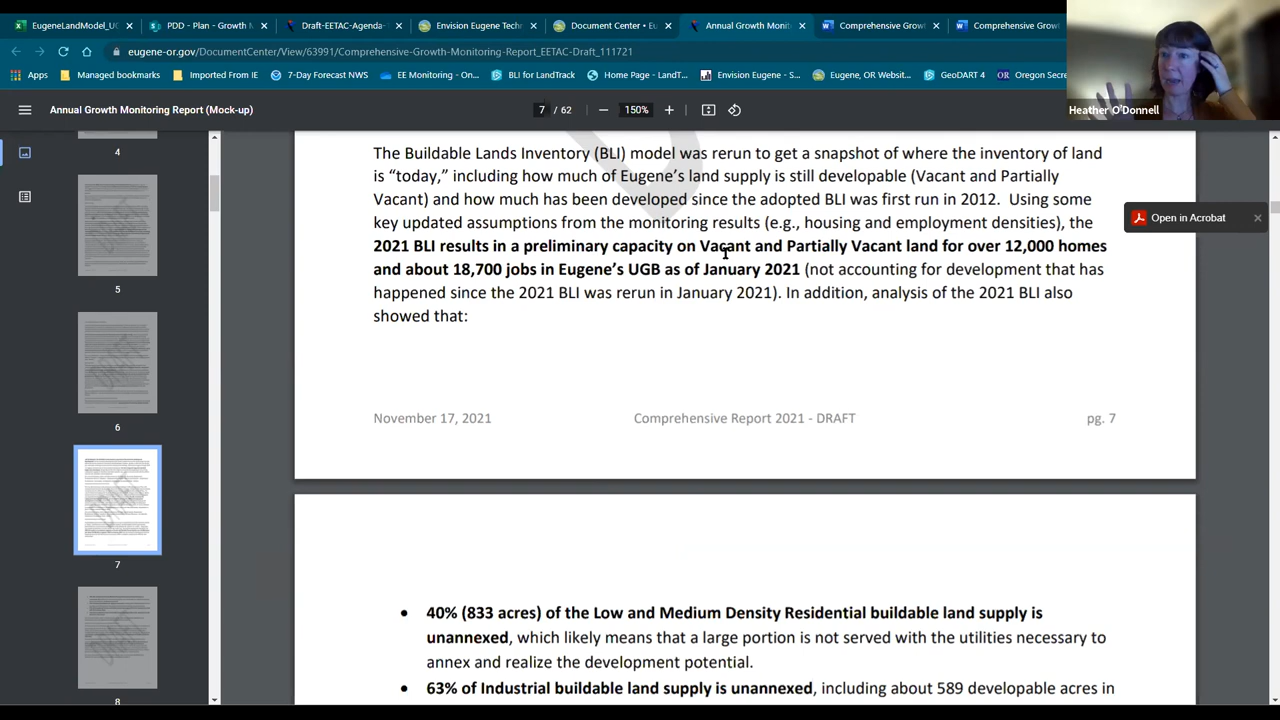 EugeneLandModel_UG
PDD - Plan - Growth M
Draft-EETAC-Agenda-
Envision Eugene Techn
Document Center • Eu
Annual Growth Monito
Comprehensive Growt
Comprehensive Growt
eugene-or.gov/DocumentCenter/View/63991/Comprehensive-Growth-Monitoring-Report_EETAC-Draft_111721
Apps
Managed bookmarks
Imported From IE
7-Day Forecast NWS
EE Monitoring - On...
BLI for LandTrack
Home Page - LandT...
Envision Eugene - S...
Eugene, OR Website...
GeoDART 4
Oregon Secre
Heather O'Donnell
Annual Growth Monitoring Report (Mock-up)
7 / 62
150%
Open in Acrobat
4
5
6
7
8
The Buildable Lands Inventory (BLI) model was rerun to get a snapshot of where the inventory of land
is “today,” including how much of Eugene’s land supply is still developable (Vacant and Partially
Vacant) and how much has been developed since the adopted BLI was first run in 2012. Using some
key updated assumptions from the monitoring results (e.g., housing and employment densities), the
2021 BLI results in a preliminary capacity on Vacant and Partially Vacant land for over 12,000 homes
and about 18,700 jobs in Eugene’s UGB as of January 2021 (not accounting for development that has
happened since the 2021 BLI was rerun in January 2021). In addition, analysis of the 2021 BLI also
showed that:
November 17, 2021
Comprehensive Report 2021 - DRAFT
pg. 7
• 40% (833 acres) of the Low and Medium Density Residential buildable land supply is
unannexed, which likely means that a large portion is not served with the utilities necessary to
annex and realize the development potential.
• 63% of Industrial buildable land supply is unannexed, including about 589 developable acres in